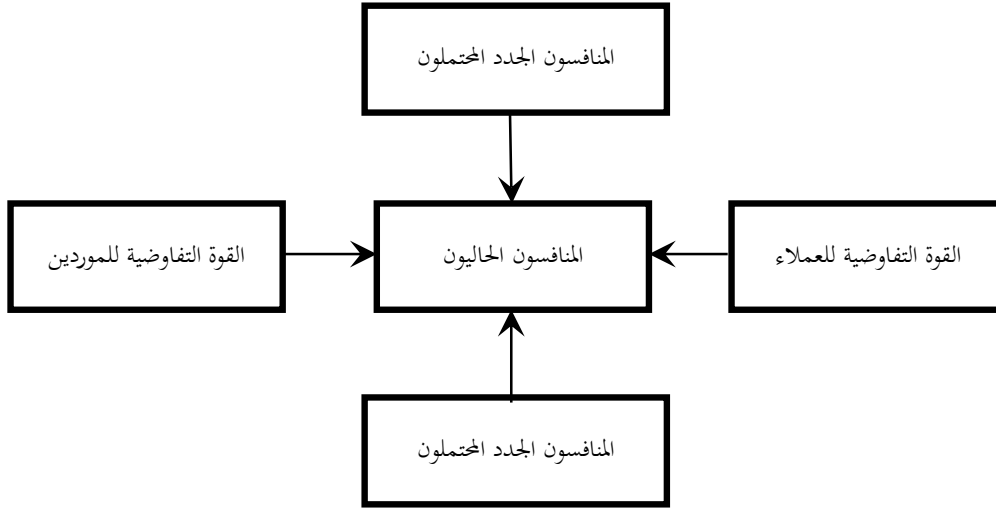 المنافسون الجدد المحتملون
القوة التفاوضية للعملاء
المنافسون الحاليون
القوة التفاوضية للموردين
المنافسون الجدد المحتملون